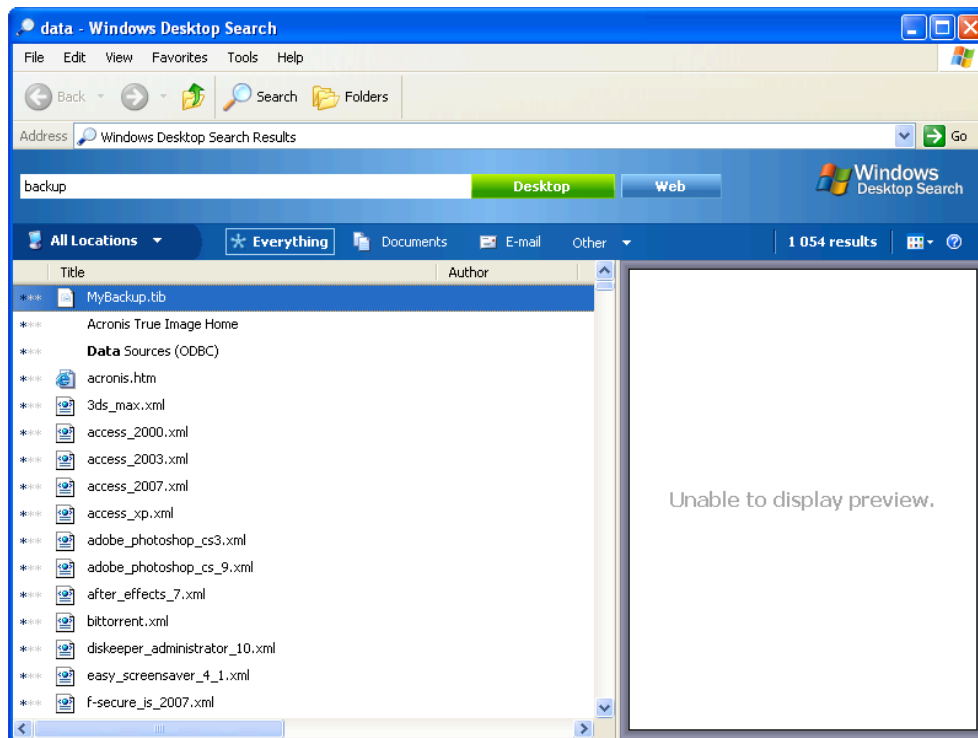 data - Windows Desktop Search
File Edit View Favorites Tools Help
Back Search Folders
Address Windows Desktop Search Results Go
backup Desktop Web Windows Desktop Search
All Locations Everything Documents E-mail Other 1 054 results
Title Author
MyBackup.tib
Acronis True Image Home
Data Sources (ODBC)
acronis.htm
3ds_max.xml
access_2000.xml
access_2003.xml
access_2007.xml
access_xp.xml
adobe_photoshop_cs3.xml
adobe_photoshop_cs_9.xml
after_effects_7.xml
bittorrent.xml
diskeeper_administrator_10.xml
easy_screensaver_4_1.xml
f-secure_is_2007.xml
Unable to display preview.